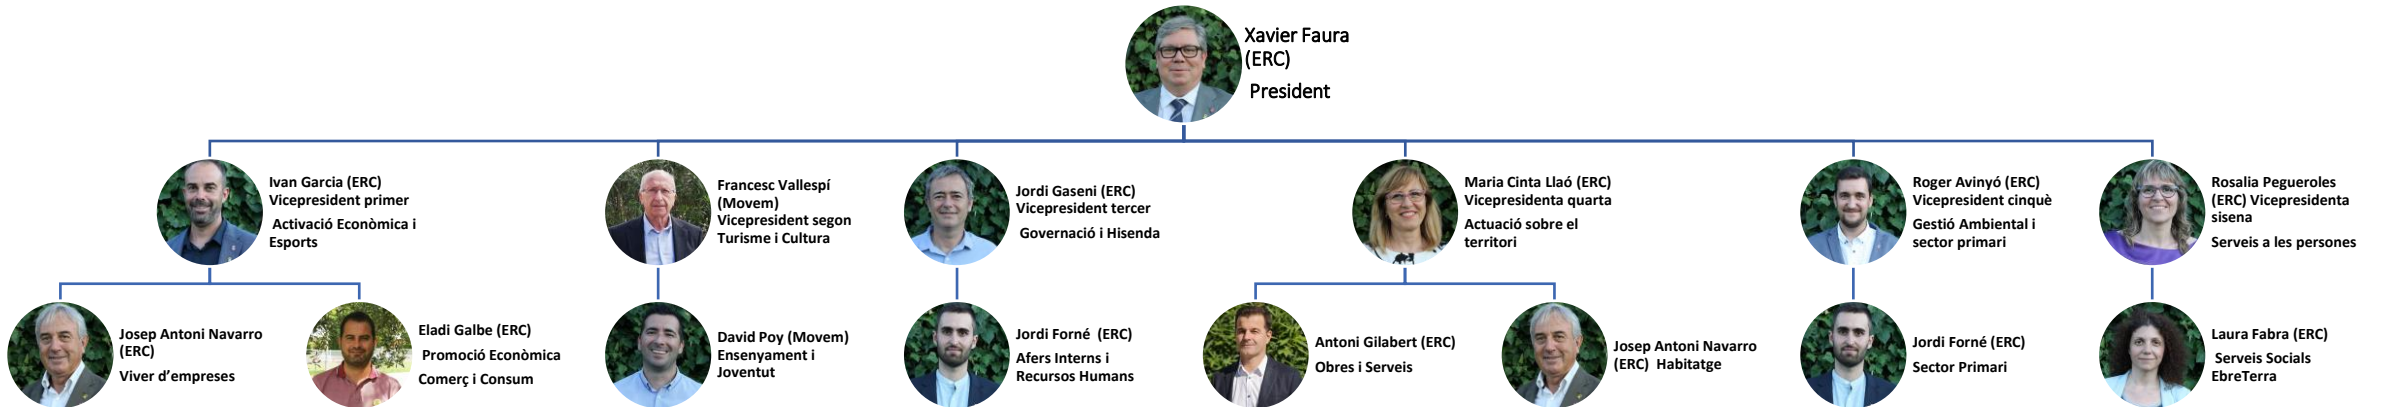 Xavier Faura
(ERC)
President
Ivan Garcia (ERC)
Vicepresident primer
Activació Econòmica i
Esports
Francesc Vallespí
(Movem)
Vicepresident segon
Turisme i Cultura
Jordi Gaseni (ERC)
Vicepresident tercer
Governació i Hisenda
Maria Cinta Llaó (ERC)
Vicepresidenta quarta
Actuació sobre el
territori
Roger Avinyó (ERC)
Vicepresident cinquè
Gestió Ambiental i
sector primari
Rosalia Pegueroles
(ERC) Vicepresidenta
sisena
Serveis a les persones
Josep Antoni Navarro
(ERC)
Viver d’empreses
Eladi Galbe (ERC)
Promoció Econòmica
Comerç i Consum
David Poy (Movem)
Ensenyament i
Joventut
Jordi Forné (ERC)
Afers Interns i
Recursos Humans
Antoni Gilabert (ERC)
Obres i Serveis
Josep Antoni Navarro
(ERC) Habitatge
Jordi Forné (ERC)
Sector Primari
Laura Fabra (ERC)
Serveis Socials
EbreTerra